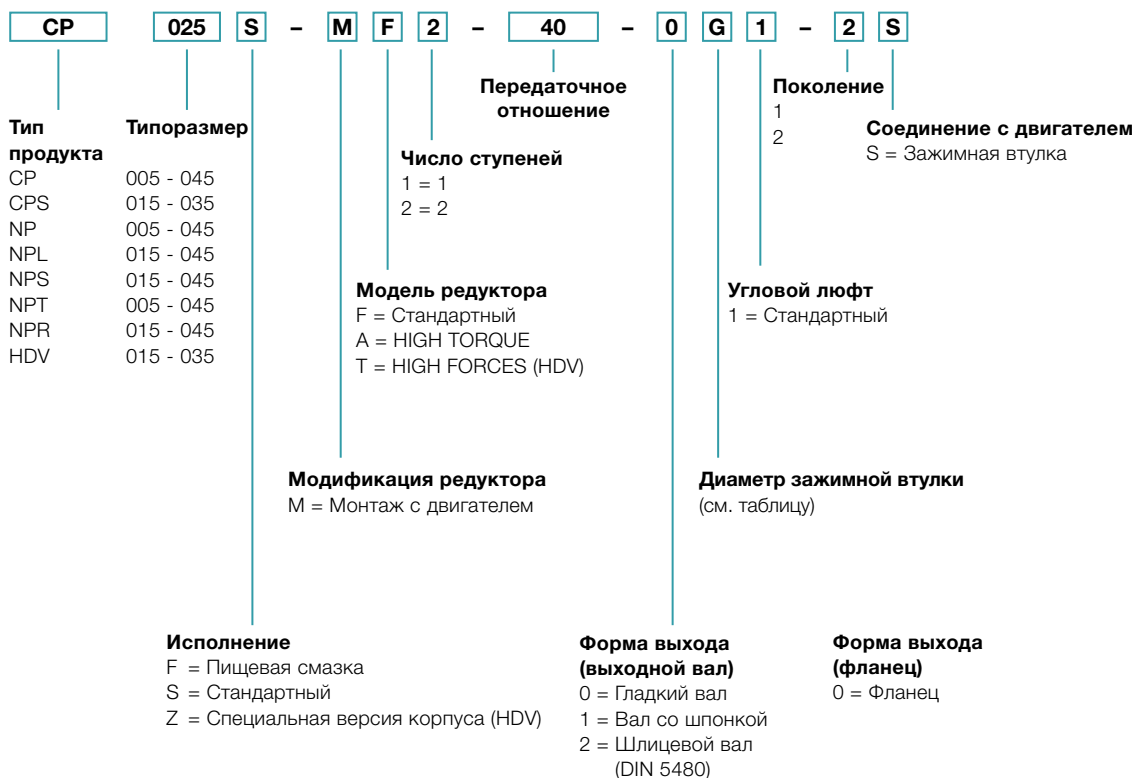 CP 025 S – M F 2 – 40 – 0 G 1 – 2 S
Передаточное
отношение
Поколение
1
2
Тип
продукта
Типоразмер
CP 005 - 045
CPS 015 - 035
NP 005 - 045
NPL 015 - 045
NPS 015 - 045
NPT 005 - 045
NPR 015 - 045
HDV 015 - 035
Соединение с двигателем
S = Зажимная втулка
Число ступеней
1 = 1
2 = 2
Модель редуктора
F = Стандартный
A = HIGH TORQUE
T = HIGH FORCES (HDV)
Угловой люфт
1 = Стандартный
Модификация редуктора
M = Монтаж с двигателем
Диаметр зажимной втулки
(см. таблицу)
Исполнение
F = Пищевая смазка
S = Стандартный
Z = Специальная версия корпуса (HDV)
Форма выхода
(выходной вал)
0 = Гладкий вал
1 = Вал со шпонкой
2 = Шлицевой вал
(DIN 5480)
Форма выхода
(фланец)
0 = Фланец